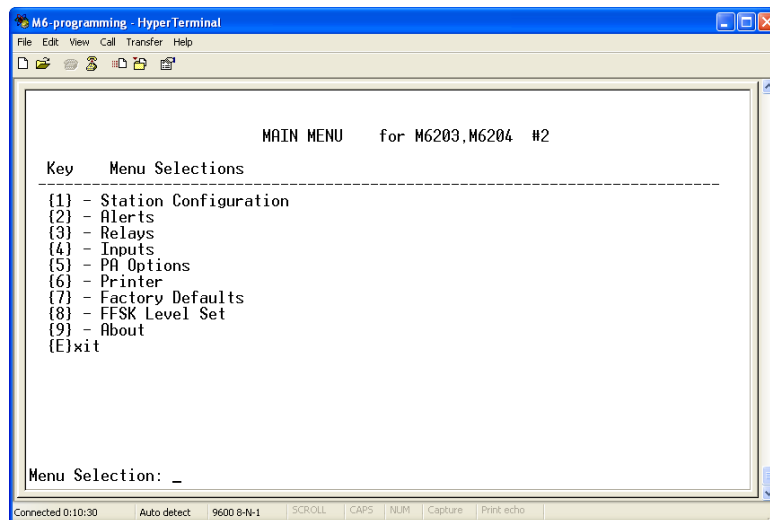 M6-programming - HyperTerminal
File Edit View Call Transfer Help
MAIN MENU for M6203,M6204 #2
Key Menu Selections
{1} - Station Configuration
{2} - Alerts
{3} - Relays
{4} - Inputs
{5} - PA Options
{6} - Printer
{7} - Factory Defaults
{8} - FFSK Level Set
{9} - About
{E}xit
Menu Selection: _
Connected 0:10:30 Auto detect 9600 8-N-1 SCROLL CAPS NUM Capture Print echo